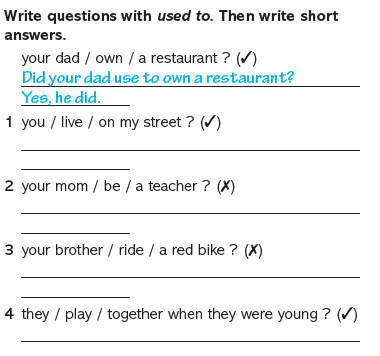 Write questions with used to. Then write short
answers.
your dad / own / a restaurant ? (✓)
Did your dad use to own a restaurant?
Yes, he did.
1 you / live / on my street ? (✓)
2 your mom / be / a teacher ? (✗)
3 your brother / ride / a red bike ? (✗)
4 they / play / together when they were young ? (✓)